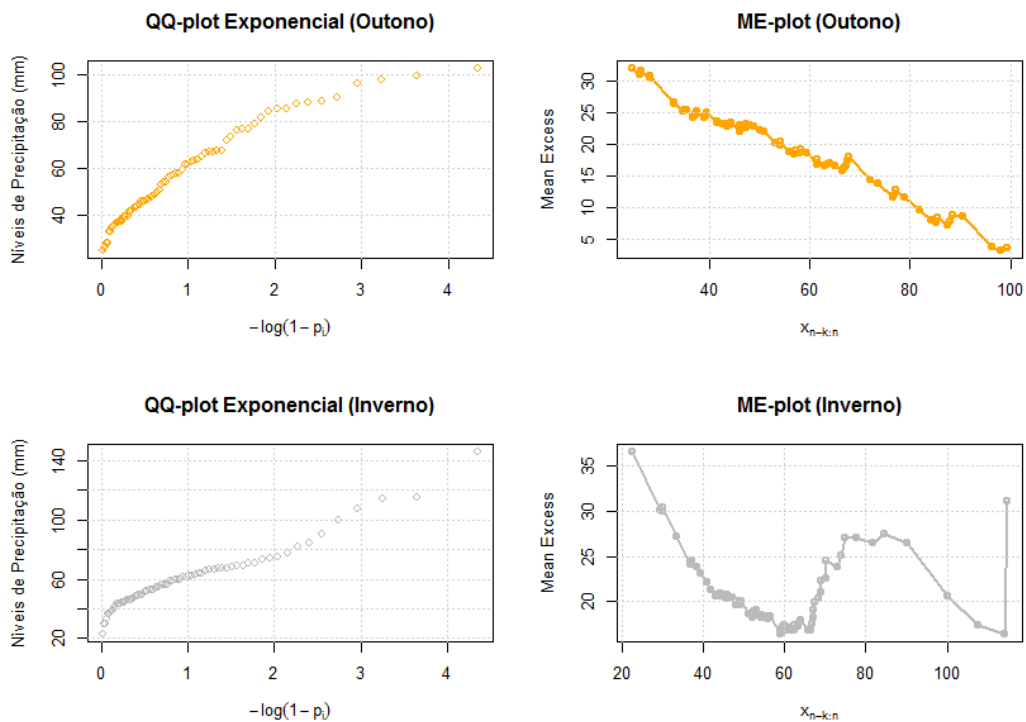 QQ-plot Exponencial (Outono)
Níveis de Precipitação (mm)
100
80
60
40
0 1 2 3 4
−log(1− pᵢ)
ME-plot (Outono)
Mean Excess
30
25
20
15
10
5
40 60 80 100
xₙ₋ₖ:ₙ
QQ-plot Exponencial (Inverno)
Níveis de Precipitação (mm)
140
100
60
20
0 1 2 3 4
−log(1− pᵢ)
ME-plot (Inverno)
Mean Excess
35
30
25
20
20 40 60 80 100
xₙ₋ₖ:ₙ